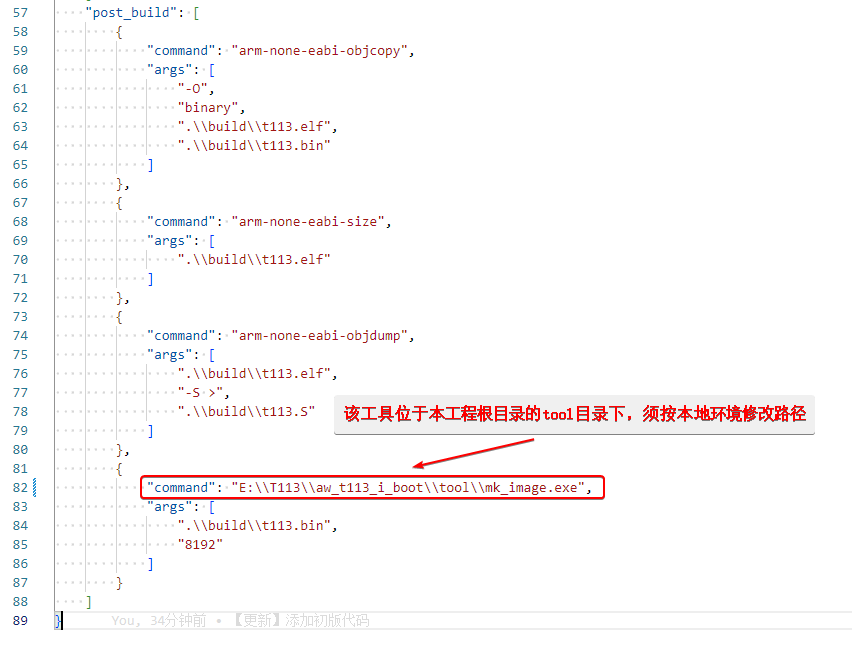 57 "post_build": [
58 {
59 "command": "arm-none-eabi-objcopy",
60 "args": [
61 "-O",
62 "binary",
63 ".\\build\\t113.elf",
64 ".\\build\\t113.bin"
65 ]
66 },
67 {
68 "command": "arm-none-eabi-size",
69 "args": [
70 ".\\build\\t113.elf"
71 ]
72 },
73 {
74 "command": "arm-none-eabi-objdump",
75 "args": [
76 ".\\build\\t113.elf",
77 "-S >",
78 ".\\build\\t113.S"
该工具位于本工程根目录的tool目录下，须按本地环境修改路径
79 ]
80 },
81 {
82 "command": "E:\\T113\\aw_t113_i_boot\\tool\\mk_image.exe",
83 "args": [
84 ".\\build\\t113.bin",
85 "8192"
86 ]
87 }
88 ]
89 } You, 34分钟前 • 【更新】添加初版代码